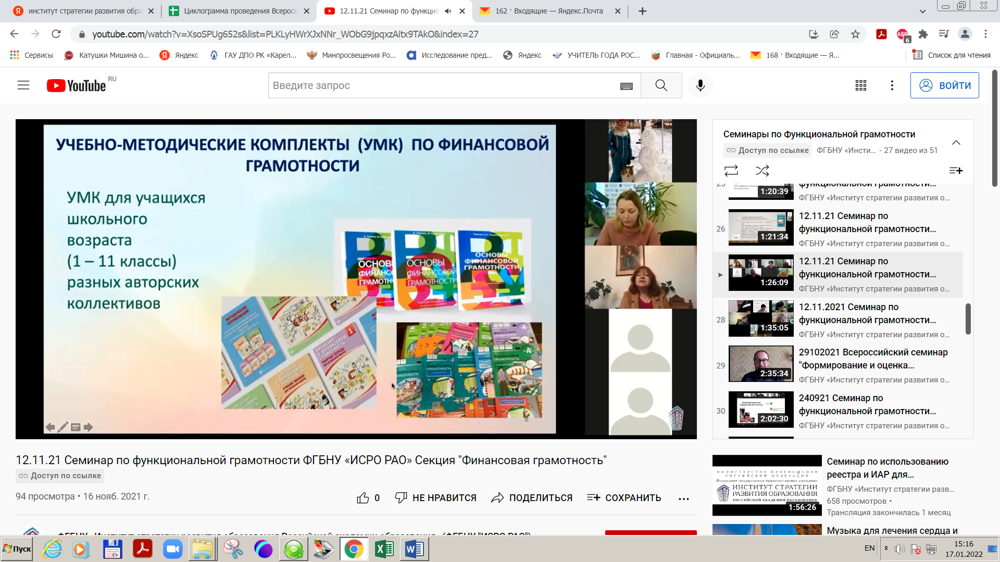 институт стратегии развития обра
Циклограмма проведения Всеросс
12.11.21 Семинар по функцио
162 · Входящие — Яндекс.Почта
youtube.com/watch?v=XsoSPUg652s&list=PLKLyHWrXJxNNr_WObG9jpqxzAitx9TAkO&index=27
ABP
6
Сервисы
Катушки Мишина о...
Яндекс
ГАУ ДПО РК «Карел...
Минпросвещения Ро...
Исследование пред...
Яндекс
УЧИТЕЛЬ ГОДА РОС...
Главная - Официаль...
168 · Входящие — Я...
Список для чтения
YouTube RU
Введите запрос
ВОЙТИ
УЧЕБНО-МЕТОДИЧЕСКИЕ КОМПЛЕКТЫ (УМК) ПО ФИНАНСОВОЙ
ГРАМОТНОСТИ
УМК для учащихся
школьного
возраста
(1 – 11 классы)
разных авторских
коллективов
ОСНОВЫ
ФИНАНСОВОЙ
ГРАМОТНОСТИ
ОСНОВЫ
ФИНАНСОВОЙ
ГРАМОТНОСТИ
8
12.11.21 Семинар по функциональной грамотности ФГБНУ «ИСРО РАО» Секция "Финансовая грамотность"
Доступ по ссылке
94 просмотра • 16 нояб. 2021 г.
0
НЕ НРАВИТСЯ
ПОДЕЛИТЬСЯ
СОХРАНИТЬ
Семинары по Функциональной грамотности
Доступ по ссылке
ФГБНУ «Инсти... - 27 видео из 51
25
функциональной грамотности...
1:20:39
ФГБНУ «Институт стратегии развития о...
26
12.11.21 Семинар по
функциональной грамотности...
1:21:34
ФГБНУ «Институт стратегии развития о...
12.11.21 Семинар по
функциональной грамотности...
1:26:09
ФГБНУ «Институт стратегии развития о...
28
12.11.2021 Семинар по
функциональной грамотности...
1:35:05
ФГБНУ «Институт стратегии развития о...
29
29102021 Всероссийский семинар
"Формирование и оценка...
2:35:34
ФГБНУ «Институт стратегии развития о...
30
240921 Семинар по
функциональной грамотности...
2:02:30
ФГБНУ «Институт стратегии развития о...
МИНИСТЕРСТВО ПРОСВЕЩЕНИЯ
РОССИЙСКОЙ ФЕДЕРАЦИИ
Федеральное государственное бюджетное научное учреждение
ИНСТИТУТ СТРАТЕГИИ
РАЗВИТИЯ ОБРАЗОВАНИЯ
РОССИЙСКОЙ АКАДЕМИИ ОБРАЗОВАНИЯ
1:56:26
Семинар по использованию
реестра и ИАР для...
ФГБНУ «Институт стратегии разв...
658 просмотров •
Трансляция закончилась 1 месяц
Музыка для лечения сердца и
ФГБНУ «Институт стратегии развития образования Российской академии образования» (ФГБНУ "ИСРО РАО")
Пуск
EN
15:16
17.01.2022